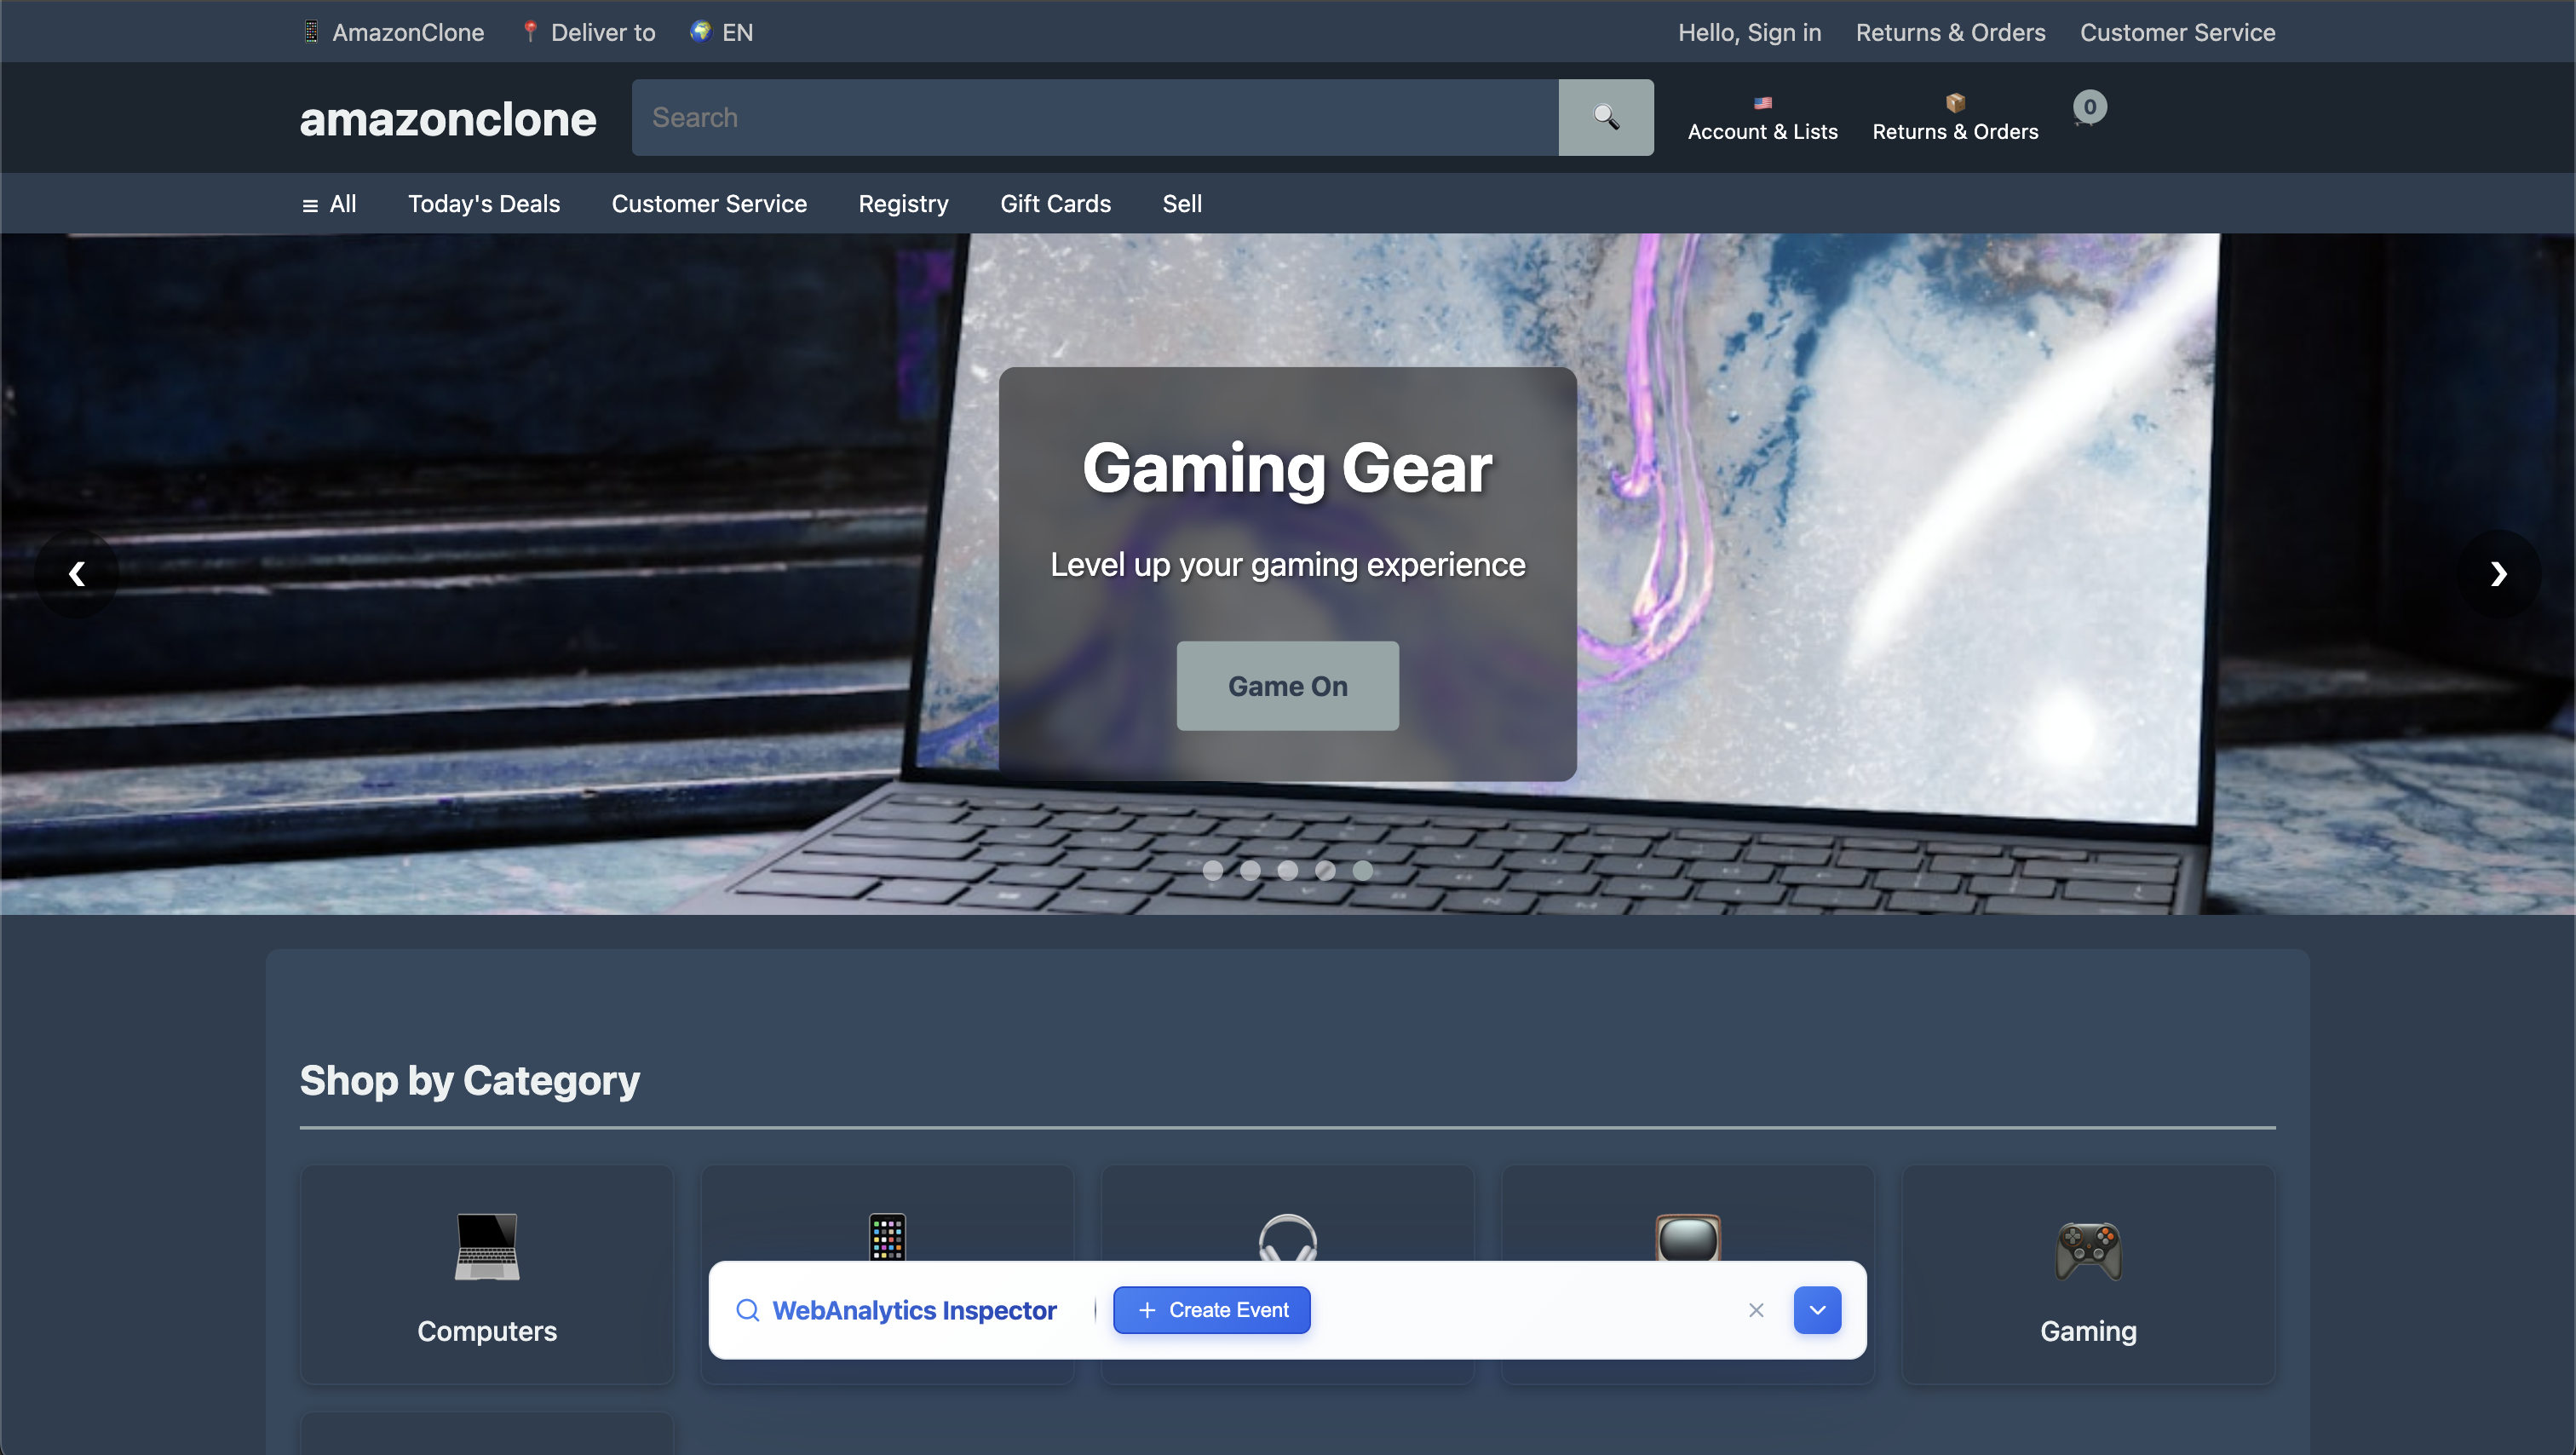 AmazonClone
Deliver to
EN
Hello, Sign in
Returns & Orders
Customer Service
amazonclone
Search
Account & Lists
Returns & Orders
0
≡ All
Today's Deals
Customer Service
Registry
Gift Cards
Sell
Gaming Gear
Level up your gaming experience
Game On
❮
❯
Shop by Category
Computers
Gaming
WebAnalytics Inspector
+ Create Event